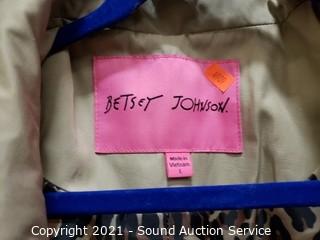 BETSEY JOHNSON.
Made in
Vietnam
L
Copyright 2021 - Sound Auction Service